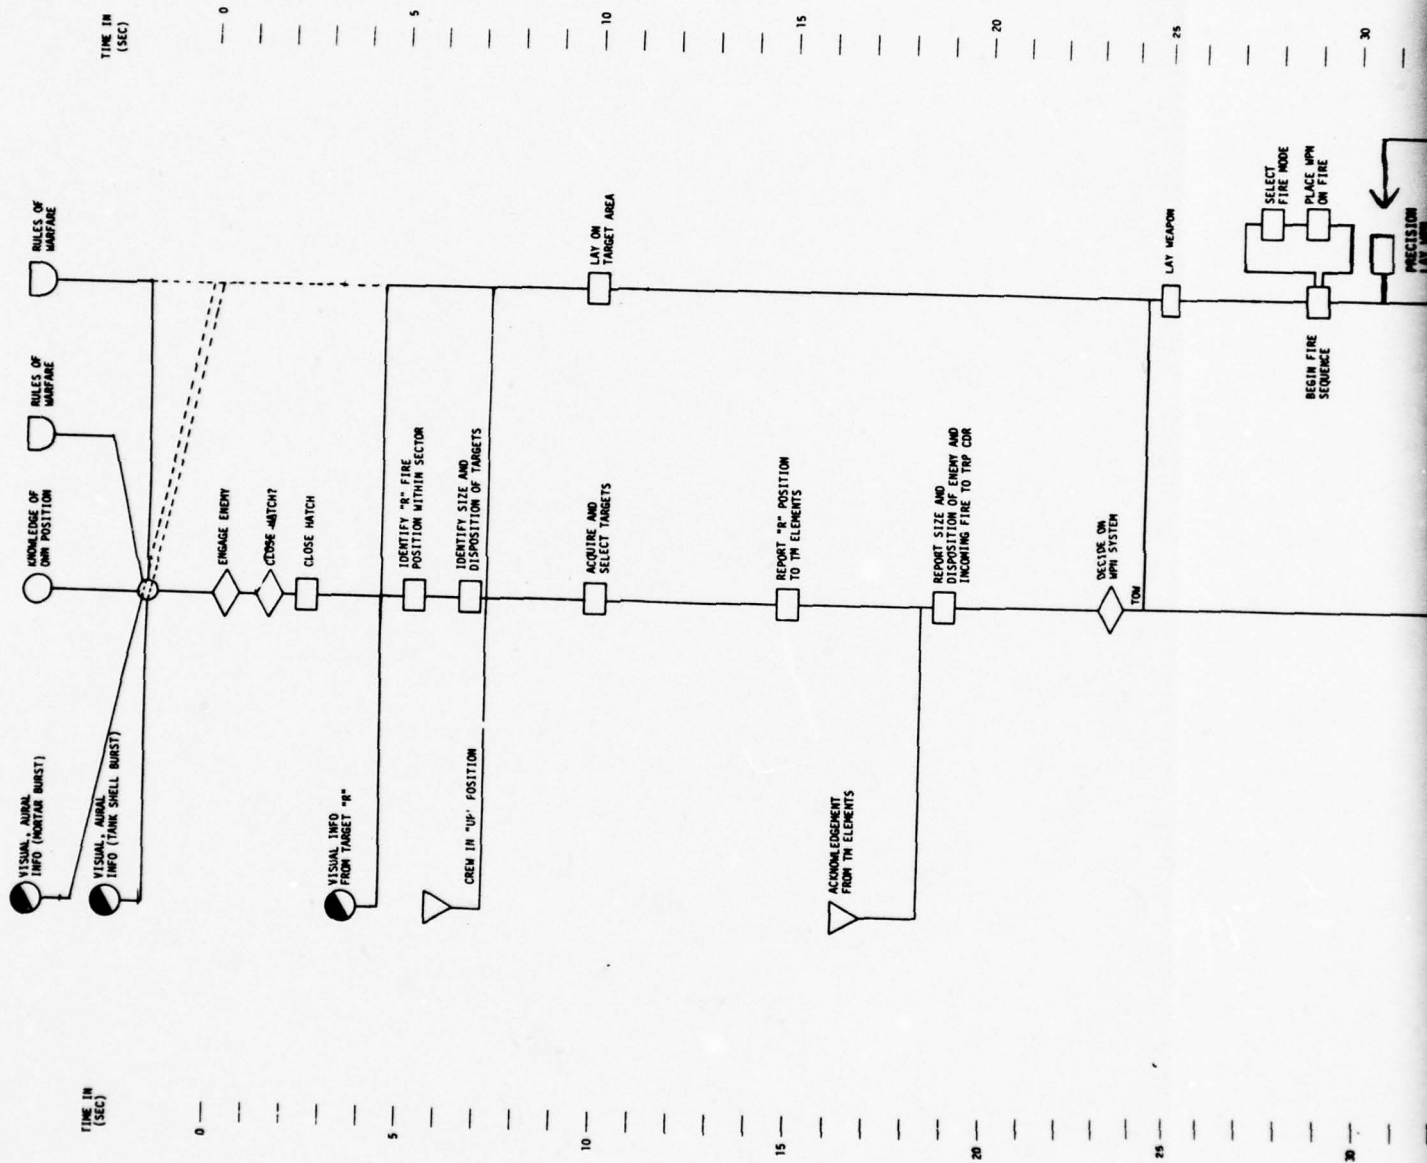 TIME IN
(SEC)
0
5
10
15
20
25
30
RULES OF
WARFARE
RULES OF
WARFARE
KNOWLEDGE OF
OWN POSITION
VISUAL, AURAL
INFO (MORTAR BURST)
VISUAL, AURAL
INFO (TANK SHELL BURST)
ENGAGE ENEMY
CLOSE HATCH?
CLOSE HATCH
VISUAL INFO
FROM TARGET "R"
IDENTIFY "R" FIRE
POSITION WITHIN SECTOR
IDENTIFY SIZE AND
DISPOSITION OF TARGETS
CREW IN "UP" POSITION
LAY ON
TARGET AREA
ACQUIRE AND
SELECT TARGETS
REPORT "R" POSITION
TO TM ELEMENTS
ACKNOWLEDGEMENT
FROM TM ELEMENTS
REPORT SIZE AND
DISPOSITION OF ENEMY AND
INCOMING FIRE TO TRP CDR
DECIDE ON
WPN SYSTEM
TOW
LAY WEAPON
SELECT
FIRE MODE
PLACE WPN
ON FIRE
BEGIN FIRE
SEQUENCE
PRECISION
TIME IN
(SEC)
0
5
10
15
20
25
30